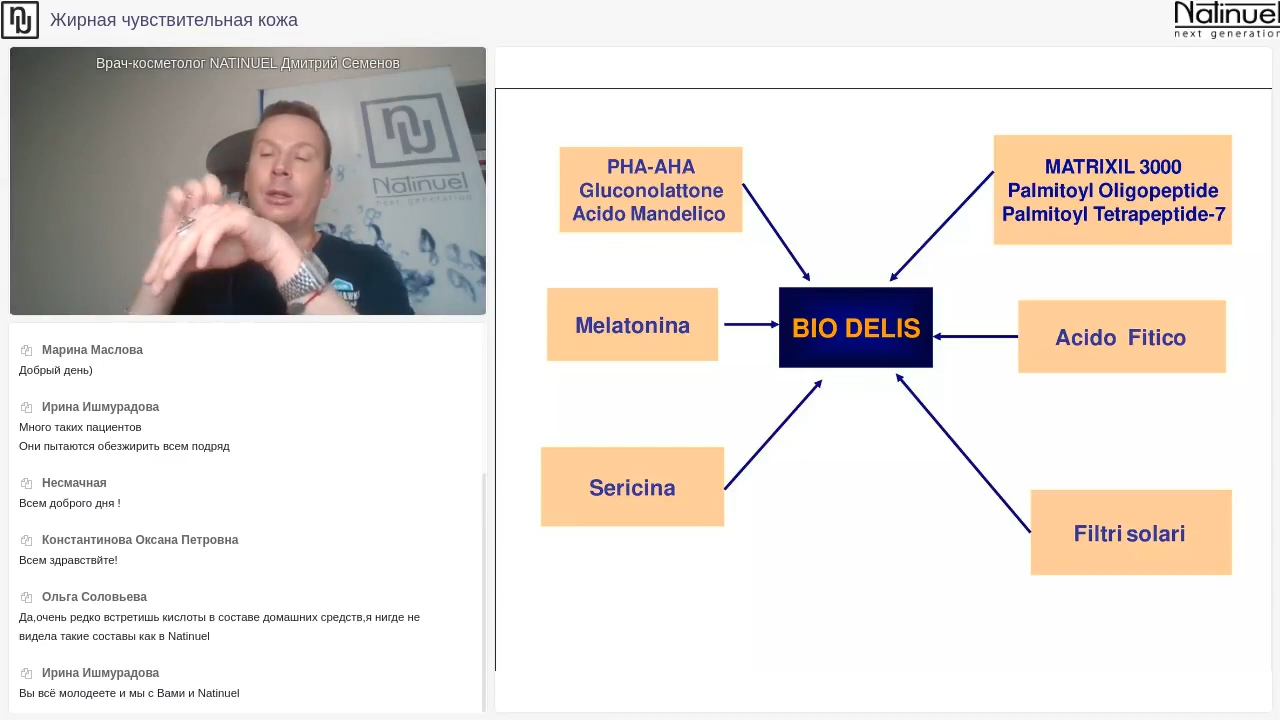 Жирная чувствительная кожа
Natinuel
next generation
Врач-косметолог NATINUEL Дмитрий Семенов
Natinuel
next generation
Марина Маслова
Добрый день)
Ирина Ишмурадова
Много таких пациентов
Они пытаются обезжирить всем подряд
Несмачная
Всем доброго дня !
Константинова Оксана Петровна
Всем здравствйте!
Ольга Соловьева
Да,очень редко встретишь кислоты в составе домашних средств,я нигде не
видела такие составы как в Natinuel
Ирина Ишмурадова
Вы всё молодеете и мы с Вами и Natinuel
PHA-AHA
Gluconolattone
Acido Mandelico
MATRIXIL 3000
Palmitoyl Oligopeptide
Palmitoyl Tetrapeptide-7
Melatonina
BIO DELIS
Acido Fitico
Sericina
Filtri solari